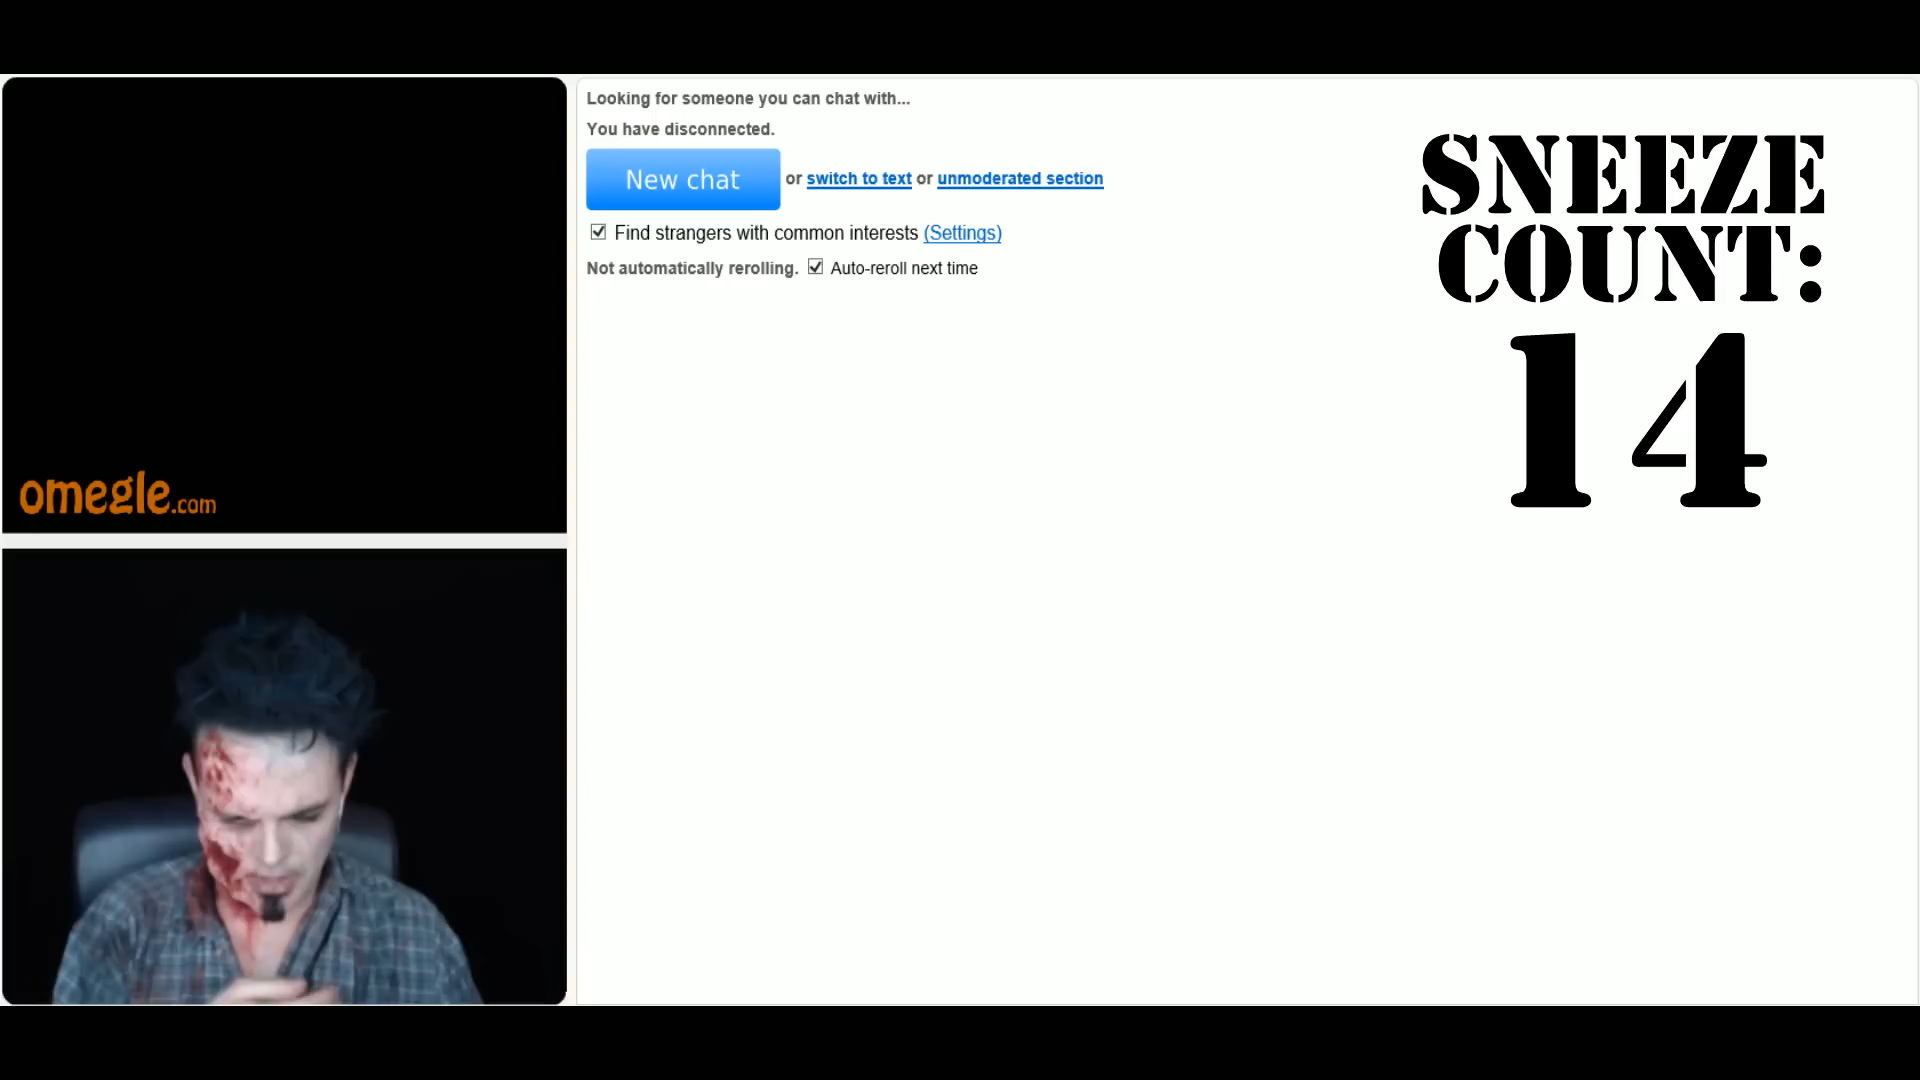 Looking for someone you can chat with...
You have disconnected.
New chat or switch to text or unmoderated section
Find strangers with common interests (Settings)
Not automatically rerolling. Auto-reroll next time
SNEEZE
COUNT:
14
omegle.com